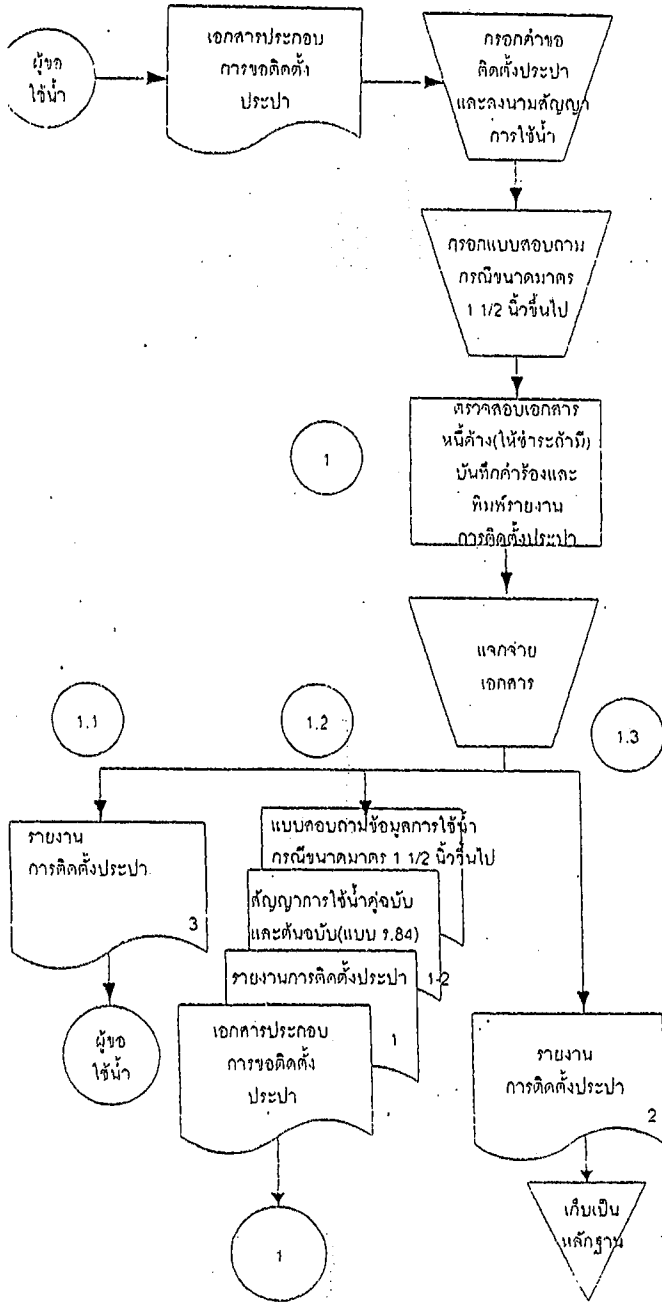 ผู้ขอ
ใช้น้ำ
เอกสารประกอบ
การขอติดตั้ง
ประปา
กรอกคำขอ
ติดตั้งประปา
และลงนามสัญญา
การใช้น้ำ
กรอกแบบสอบถาม
กรณีขนาดมาตร
1 1/2 นิ้วขึ้นไป
1
ตรวจสอบเอกสาร
หนี้ค้าง(ให้ชำระถ้ามี)
บันทึกคำร้องและ
พิมพ์รายงาน
การติดตั้งประปา
แจกจ่าย
เอกสาร
1.1
1.2
1.3
รายงาน
การติดตั้งประปา
3
ผู้ขอ
ใช้น้ำ
แบบสอบถามข้อมูลการใช้น้ำ
กรณีขนาดมาตร 1 1/2 นิ้วขึ้นไป
สัญญาการใช้น้ำคู่ฉบับ
และต้นฉบับ(แบบ ร.84)
1-2
รายงานการติดตั้งประปา
1
เอกสารประกอบ
การขอติดตั้ง
ประปา
1
รายงาน
การติดตั้งประปา
2
เก็บเป็น
หลักฐาน